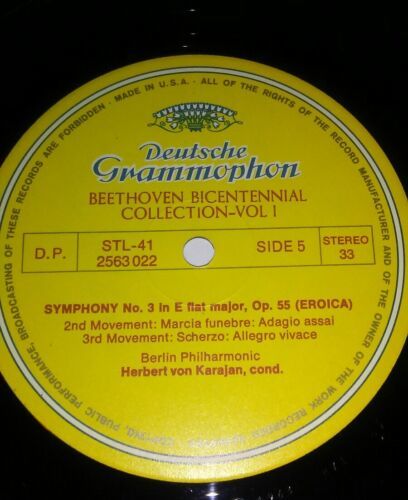 BROADCASTING OF THESE RECORDS ARE FORBIDDEN · MADE IN U.S.A. · ALL OF THE RIGHTS OF THE RECORD MANUFACTURER AND OF THE OWNER OF THE WORK RECORDED
PUBLIC PERFORMANCE,
Deutsche
Grammophon
BEETHOVEN BICENTENNIAL
COLLECTION-VOL I
D.P.
STL-41
2563 022
SIDE 5
STEREO
33
SYMPHONY No. 3 in E flat major, Op. 55 (EROICA)
2nd Movement: Marcia funebre: Adagio assai
3rd Movement: Scherzo: Allegro vivace
Berlin Philharmonic
Herbert von Karajan, cond.